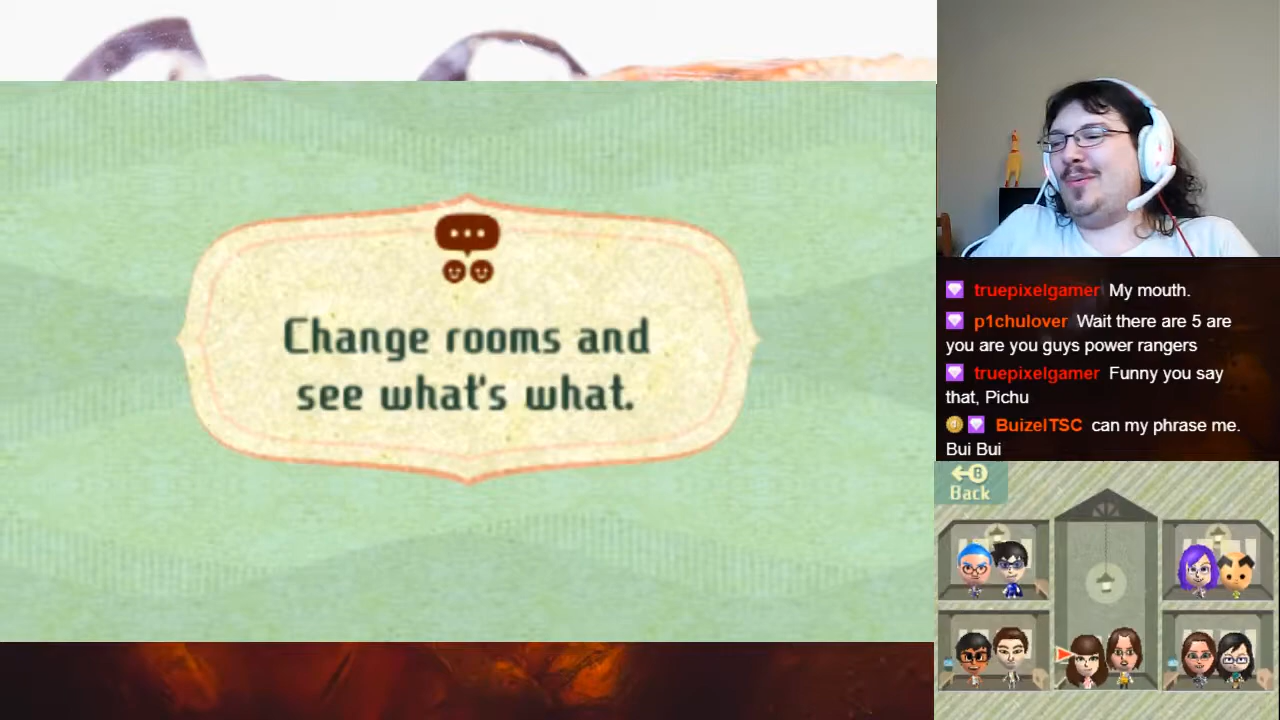 Change rooms and
see what's what.
truepixelgamer My mouth.
p1chulover Wait there are 5 are
you are you guys power rangers
truepixelgamer Funny you say
that, Pichu
BuizelTSC can my phrase me.
Bui Bui
B
Back